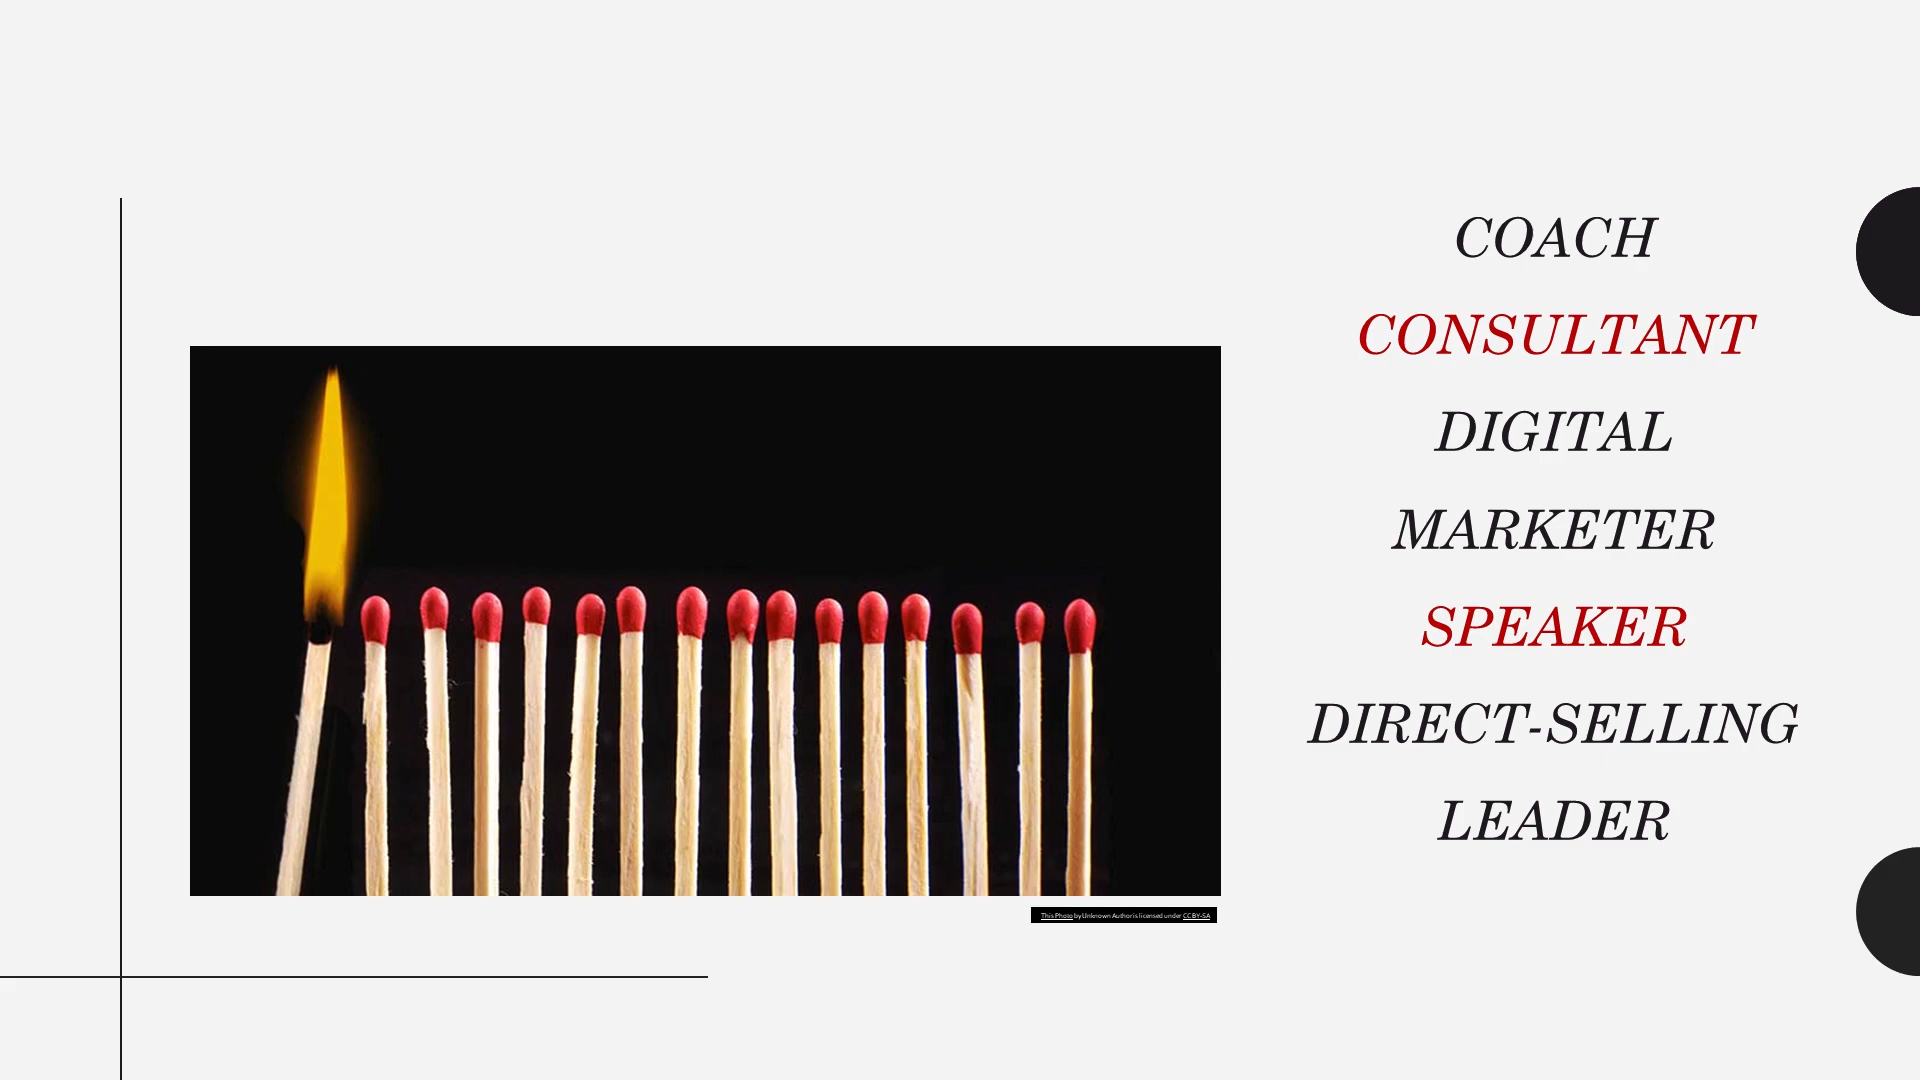 COACH
CONSULTANT
DIGITAL
MARKETER
SPEAKER
DIRECT-SELLING
LEADER
This Photo by Unknown Author is licensed under CC BY-SA